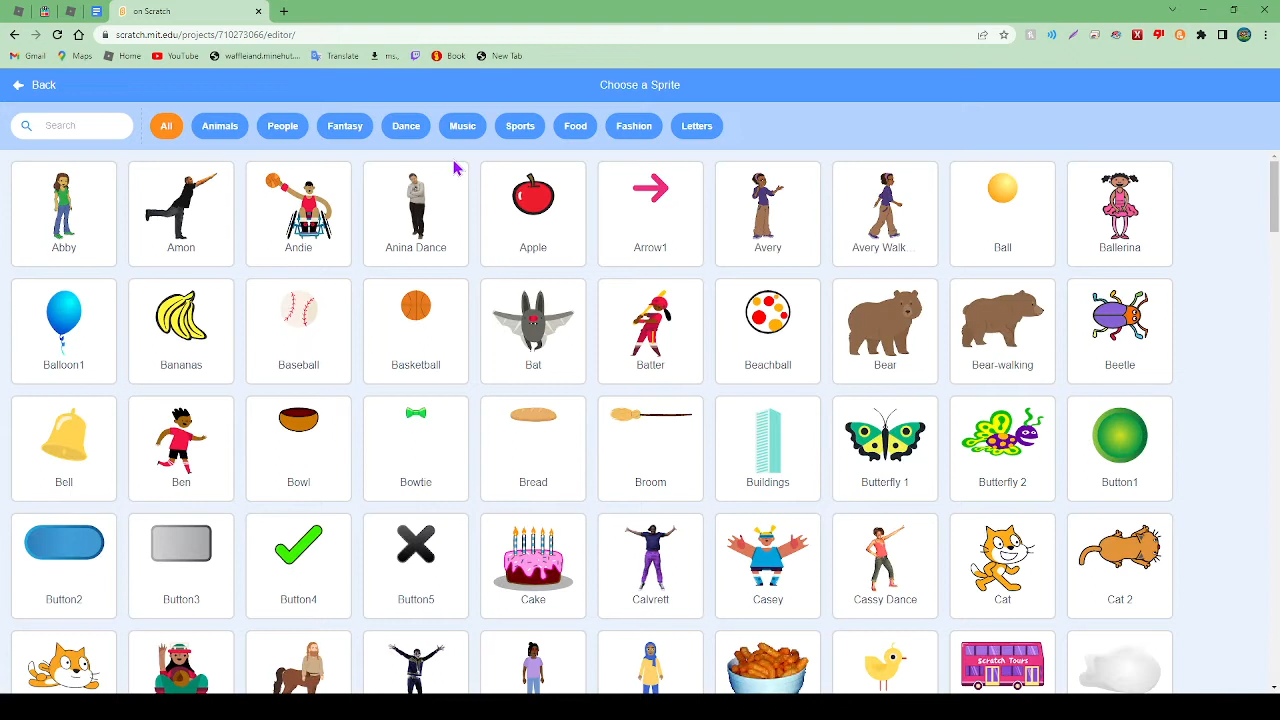 on Scratch
scratch.mit.edu/projects/710273066/editor/
Gmail Maps Home YouTube waffleiand.minehut... Translate ms, Book New Tab
Back Choose a Sprite
Search All Animals People Fantasy Dance Music Sports Food Fashion Letters
Abby Amon Andie Anina Dance Apple Arrow1 Avery Avery Walk... Ball Ballerina
Balloon1 Bananas Baseball Basketball Bat Batter Beachball Bear Bear-walking Beetle
Bell Ben Bowl Bowtie Bread Broom Buildings Butterfly 1 Butterfly 2 Button1
Button2 Button3 Button4 Button5 Cake Calvrett Casey Cassy Dance Cat Cat 2
Scratch Tours